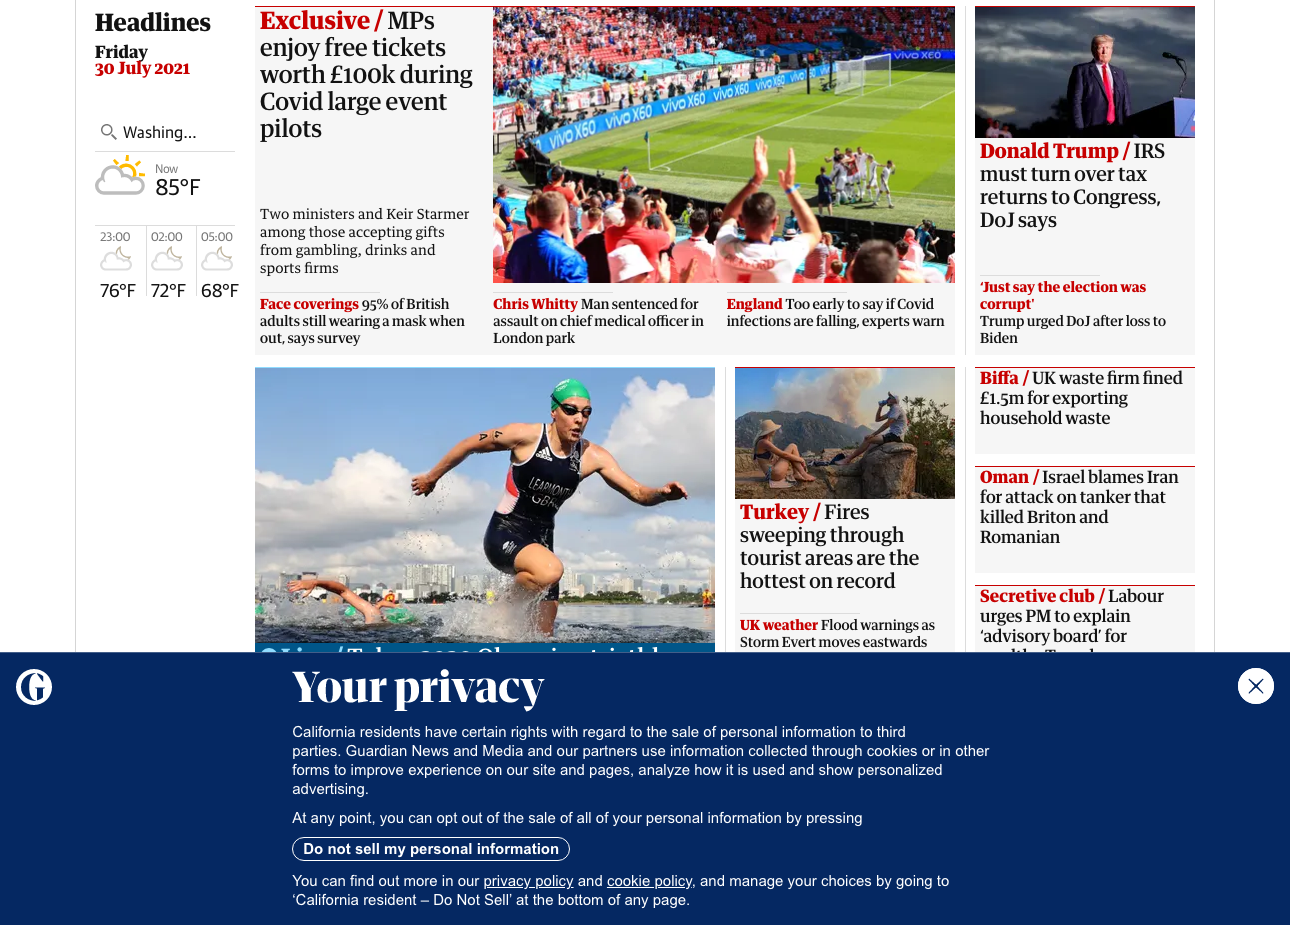 Headlines
Friday
30 July 2021
Washing...
Now
85°F
23:00
02:00
05:00
76°F
72°F
68°F
Exclusive / MPs
enjoy free tickets
worth £100k during
Covid large event
pilots
Two ministers and Keir Starmer
among those accepting gifts
from gambling, drinks and
sports firms
Face coverings 95% of British
adults still wearing a mask when
out, says survey
vivo X60
vivo X60
vivo X60
vivo X60
vivo X60
Chris Whitty Man sentenced for
assault on chief medical officer in
London park
England Too early to say if Covid
infections are falling, experts warn
Donald Trump / IRS
must turn over tax
returns to Congress,
DoJ says
‘Just say the election was
corrupt'
Trump urged DoJ after loss to
Biden
LEARMONTH
GBR
Turkey / Fires
sweeping through
tourist areas are the
hottest on record
UK weather Flood warnings as
Storm Evert moves eastwards
Biffa / UK waste firm fined
£1.5m for exporting
household waste
Oman / Israel blames Iran
for attack on tanker that
killed Briton and
Romanian
Secretive club / Labour
urges PM to explain
‘advisory board’ for
Your privacy
California residents have certain rights with regard to the sale of personal information to third
parties. Guardian News and Media and our partners use information collected through cookies or in other
forms to improve experience on our site and pages, analyze how it is used and show personalized
advertising.
At any point, you can opt out of the sale of all of your personal information by pressing
Do not sell my personal information
You can find out more in our privacy policy and cookie policy, and manage your choices by going to
‘California resident – Do Not Sell’ at the bottom of any page.